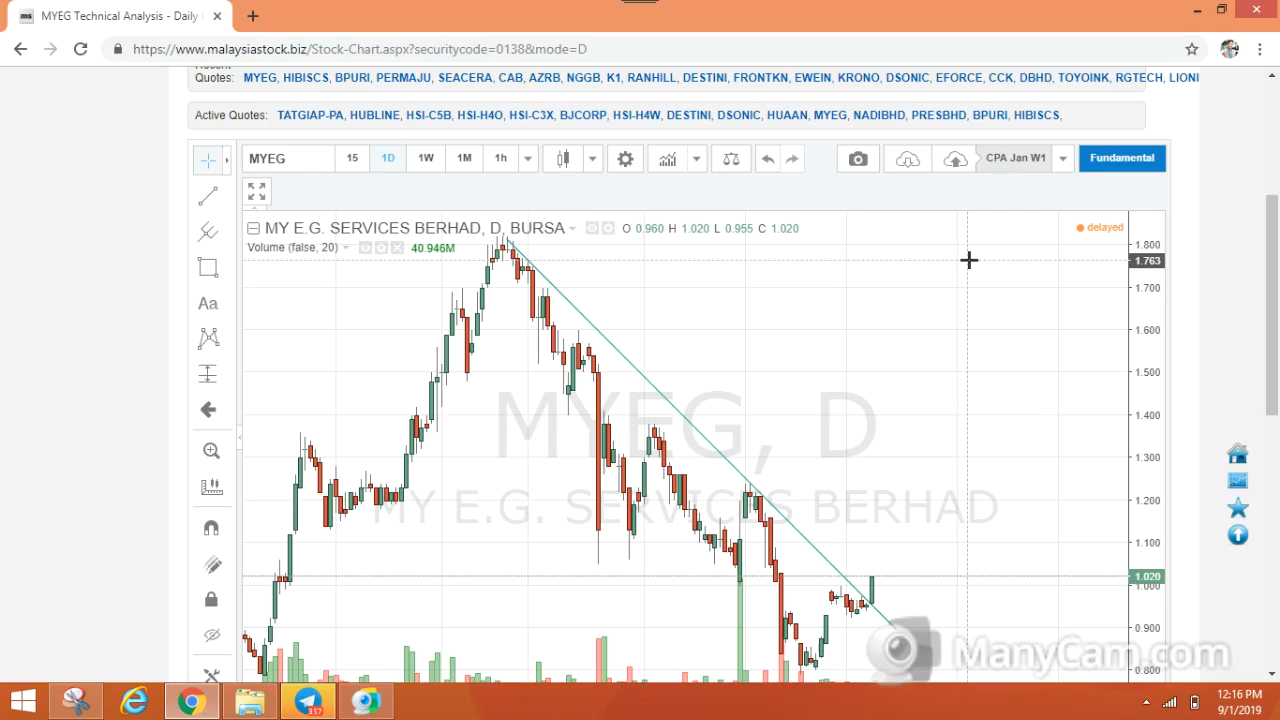 MYEG Technical Analysis - Daily
https://www.malaysiastock.biz/Stock-Chart.aspx?securitycode=0138&mode=D
Recent
Quotes: MYEG, HIBISCS, BPURI, PERMAJU, SEACERA, CAB, AZRB, NGGB, K1, RANHILL, DESTINI, FRONTKN, EWEIN, KRONO, DSONIC, EFORCE, CCK, DBHD, TOYOINK, RGTECH, LIONI
Active Quotes: TATGIAP-PA, HUBLINE, HSI-C5B, HSI-H4O, HSI-C3X, BJCORP, HSI-H4W, DESTINI, DSONIC, HUAAN, MYEG, NADIBHD, PRESBHD, BPURI, HIBISCS,
MYEG 15 1D 1W 1M 1h CPA Jan W1 Fundamental
MY E.G. SERVICES BERHAD, D, BURSA O 0.960 H 1.020 L 0.955 C 1.020 delayed
Volume (false, 20) 40.946M
1.800
1.763
1.700
1.600
1.500
1.400
1.300
1.200
1.100
1.020
1.000
0.900
0.800
Aa
MYEG, D
MY E.G. SERVICES BERHAD
ManyCam.com
357
12:16 PM
9/1/2019